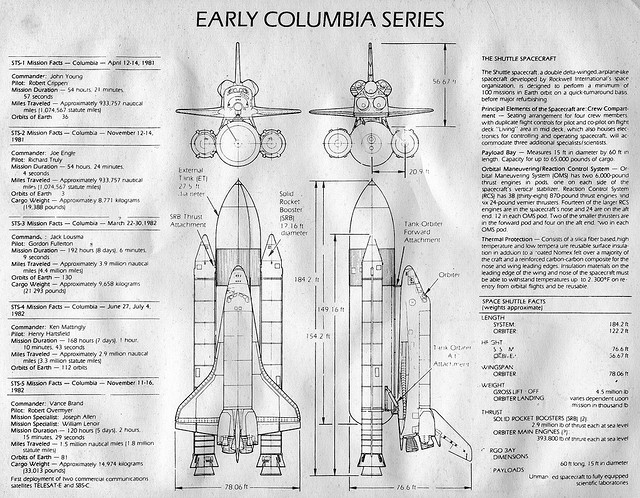 EARLY COLUMBIA SERIES
STS-1 Mission Facts — Columbia — April 12-14, 1981
Commander: John Young
Pilot: Robert Crippen
Mission Duration — 54 hours, 21 minutes,
57 seconds
Miles Traveled — Approximately 933,757 nautical
miles (1,074,567 statute miles)
Orbits of Earth 36
STS-2 Mission Facts — Columbia — November 12-14,
1981
Commander: Joe Engle
Pilot: Richard Truly
Mission Duration — 54 hours, 24 minutes,
4 seconds
Miles Traveled — Approximately 933,757 nautical
miles (1,074,567 statute miles)
Orbits of Earth — 3
Cargo Weight — Approximately 8,771 kilograms
(19,388 pounds)
STS-3 Mission Facts — Columbia — March 22-30, 1982
Jack Lousma
Pilot: Gordon Fullerton
Mission Duration — 192 hours (8 days), 6 minutes,
9 seconds
Miles Traveled — Approximately 3.9 million nautical
miles (4.4 million miles)
Orbits of Earth — 130
Cargo Weight — Approximately 9,658 kilograms
(21,293 pounds)
STS-4 Mission Facts — Columbia — June 27, July 4,
1982
Commander: Ken Mattingly
Pilot: Henry Hartsfield
Mission Duration — 168 hours (7 days), 1 hour,
10 minutes, 43 seconds
Miles Traveled — Approximately 2.9 million nautical
miles (3.3 million statute miles)
Orbits of Earth — 112 orbits
STS-5 Mission Facts — Columbia — November 11-16,
1982
Commander: Vance Brand
Pilot: Robert Overmyer
Mission Specialist: Joseph Allen
Mission Specialist: William Lenoir
Mission Duration — 120 hours (5 days), 2 hours,
15 minutes, 29 seconds
Miles Traveled — 1.5 million nautical miles (1.8 million
statute miles)
Orbits of Earth — 81
Cargo Weight — Approximately 14,974 kilograms
(33,013 pounds)
First deployment of two commercial communications
satellites TELESAT-E and SBS-C
56.67 ft
20.9 ft
External
Tank (ET)
27.5 ft
SRB Thrust
Attachment
Solid
Rocket
Booster
(SRB)
17.16 ft
diameter
Tank Orbiter
Forward
Attachment
Orbiter
184.2 ft
149.16 ft
154.2 ft
Tank Orbiter
Attachment
78.06 ft
76.6 ft
THE SHUTTLE SPACECRAFT
The Shuttle spacecraft, a double delta-winged, airplane-like
spacecraft developed by Rockwell International's space
organization, is designed to perform a minimum of
100 missions in Earth orbit on a quick-turnaround basis,
before major refurbishing.
Principal Elements of the Spacecraft are: Crew Compart-
ment — Seating arrangement for four crew members,
with duplicate flight controls for pilot and co-pilot on flight
deck. "Living" area in mid deck, which also houses elec-
tronics for controlling and operating spacecraft, will ac-
commodate three additional specialists/scientists.
Payload Bay — Measures 15 ft in diameter by 60 ft in
length. Capacity for up to 65,000 pounds of cargo.
Orbital Maneuvering/Reaction Control System — Or-
bital Maneuvering System (OMS) has two 6,000-pound
thrust engines in pods, one on each side of the
spacecraft's vertical stabilizer. Reaction Control System
(RCS) has 38 (thirty-eight) 870-pound thrust engines and
six 24-pound vernier thrusters. Fourteen of the larger RCS
engines are in the spacecraft's nose and 24 are on the aft
end, 12 in each OMS pod. Two of the smaller thrusters are
in the forward pod and four on the aft end, two in each
OMS pod.
Thermal Protection — Consists of a silica fiber based, high
temperature and low temperature reusable surface insula-
tion in addition to a coated Nomex felt over a majority of
the craft and a reinforced carbon-carbon composite for the
nose and wing leading edges. Insulation materials on the
leading edge of the wing and nose of the spacecraft must
be able to withstand temperatures up to 2,300°F on re-
entry from orbital flights and be reusable.
SPACE SHUTTLE FACTS
(weights approximate)
LENGTH
SYSTEM: 184.2 ft
ORBITER: 122.2 ft
76.6 ft
56.67 ft
WINGSPAN
ORBITER 78.06 ft
WEIGHT
GROSS LIFT-OFF 4.5 million lb
ORBITER LANDING varies dependent upon
mission
THRUST
SOLID ROCKET BOOSTERS (SRB) (2)
2.9 million lb of thrust each at sea level
ORBITER MAIN ENGINES
393,800 lb of thrust each at sea level
BAY
DIMENSIONS
60 ft long, 15 ft in diameter
PAYLOADS
spacecraft to fully equipped
scientific laboratories